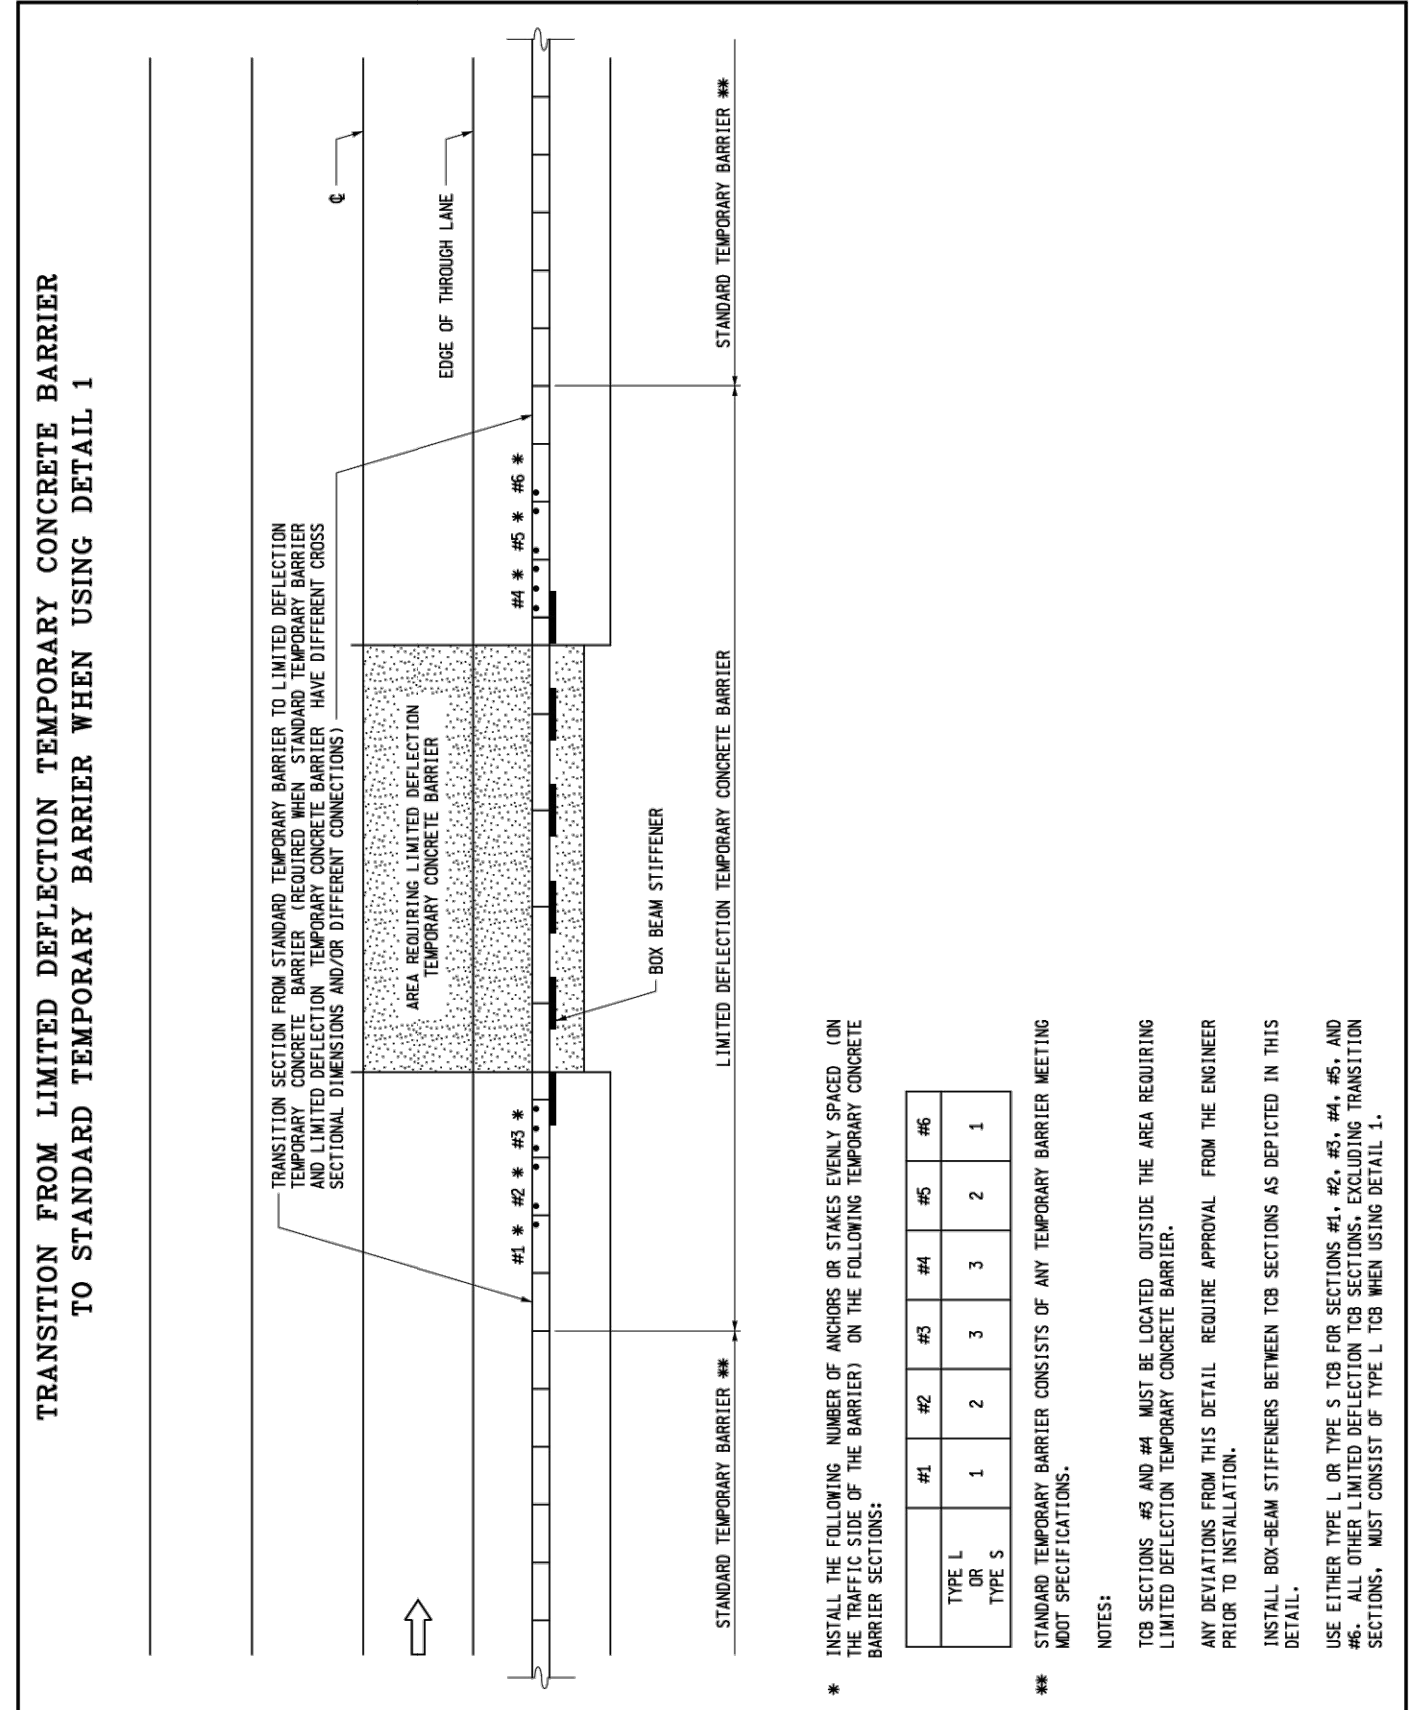 TRANSITION FROM LIMITED DEFLECTION TEMPORARY CONCRETE BARRIER
TO STANDARD TEMPORARY BARRIER WHEN USING DETAIL 1
TRANSITION SECTION FROM STANDARD TEMPORARY BARRIER TO LIMITED DEFLECTION
TEMPORARY CONCRETE BARRIER (REQUIRED WHEN STANDARD TEMPORARY BARRIER
AND LIMITED DEFLECTION TEMPORARY CONCRETE BARRIER HAVE DIFFERENT CROSS
SECTIONAL DIMENSIONS AND/OR DIFFERENT CONNECTIONS)
℄
AREA REQUIRING LIMITED DEFLECTION
TEMPORARY CONCRETE BARRIER
EDGE OF THROUGH LANE
#1 * #2 * #3 * #4 * #5 * #6 *
BOX BEAM STIFFENER
STANDARD TEMPORARY BARRIER ** LIMITED DEFLECTION TEMPORARY CONCRETE BARRIER STANDARD TEMPORARY BARRIER **
* INSTALL THE FOLLOWING NUMBER OF ANCHORS OR STAKES EVENLY SPACED (ON
THE TRAFFIC SIDE OF THE BARRIER) ON THE FOLLOWING TEMPORARY CONCRETE
BARRIER SECTIONS:
#1 #2 #3 #4 #5 #6
TYPE L
OR
TYPE S
1 2 3 3 2 1
** STANDARD TEMPORARY BARRIER CONSISTS OF ANY TEMPORARY BARRIER MEETING
MDOT SPECIFICATIONS.
NOTES:
TCB SECTIONS #3 AND #4 MUST BE LOCATED OUTSIDE THE AREA REQUIRING
LIMITED DEFLECTION TEMPORARY CONCRETE BARRIER.
ANY DEVIATIONS FROM THIS DETAIL REQUIRE APPROVAL FROM THE ENGINEER
PRIOR TO INSTALLATION.
INSTALL BOX-BEAM STIFFENERS BETWEEN TCB SECTIONS AS DEPICTED IN THIS
DETAIL.
USE EITHER TYPE L OR TYPE S TCB FOR SECTIONS #1, #2, #3, #4, #5, AND
#6. ALL OTHER LIMITED DEFLECTION TCB SECTIONS, EXCLUDING TRANSITION
SECTIONS, MUST CONSIST OF TYPE L TCB WHEN USING DETAIL 1.